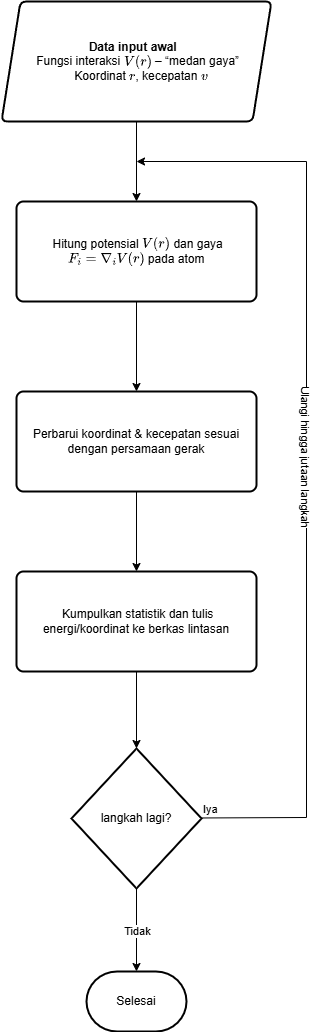 Data input awal
Fungsi interaksi V(r) – “medan gaya”
Koordinat r, kecepatan v
Hitung potensial V(r) dan gaya
F_i = ∇_i V(r) pada atom
Perbarui koordinat & kecepatan sesuai
dengan persamaan gerak
Ulangi hingga jutaan langkah
Kumpulkan statistik dan tulis
energi/koordinat ke berkas lintasan
langkah lagi?
Iya
Tidak
Selesai